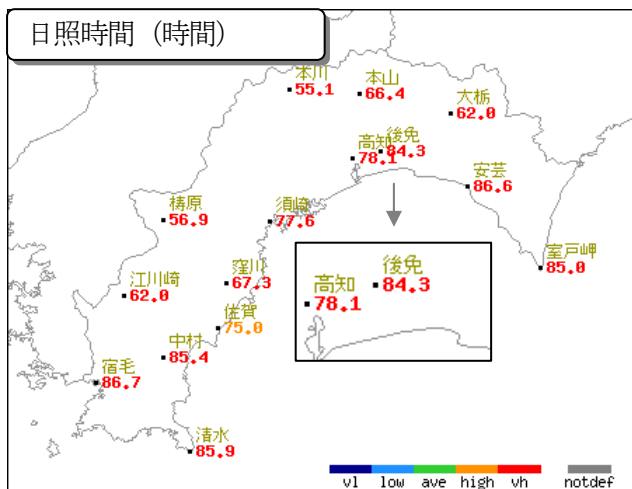 日照時間（時間）
本川
55.1
本山
66.4
大栃
62.0
高知
78.1
後免
84.3
安芸
86.6
梼原
56.9
須崎
77.6
室戸岬
85.0
江川崎
62.0
窪川
67.3
佐賀
75.0
高知
78.1
後免
84.3
中村
85.4
宿毛
86.7
清水
85.9
vl low ave high vh notdef